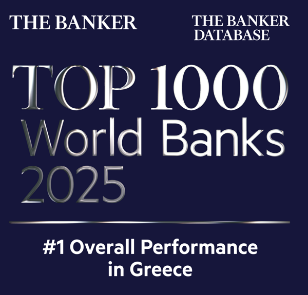 THE BANKER
THE BANKER
DATABASE
TOP 1000
World Banks
2025
#1 Overall Performance
in Greece